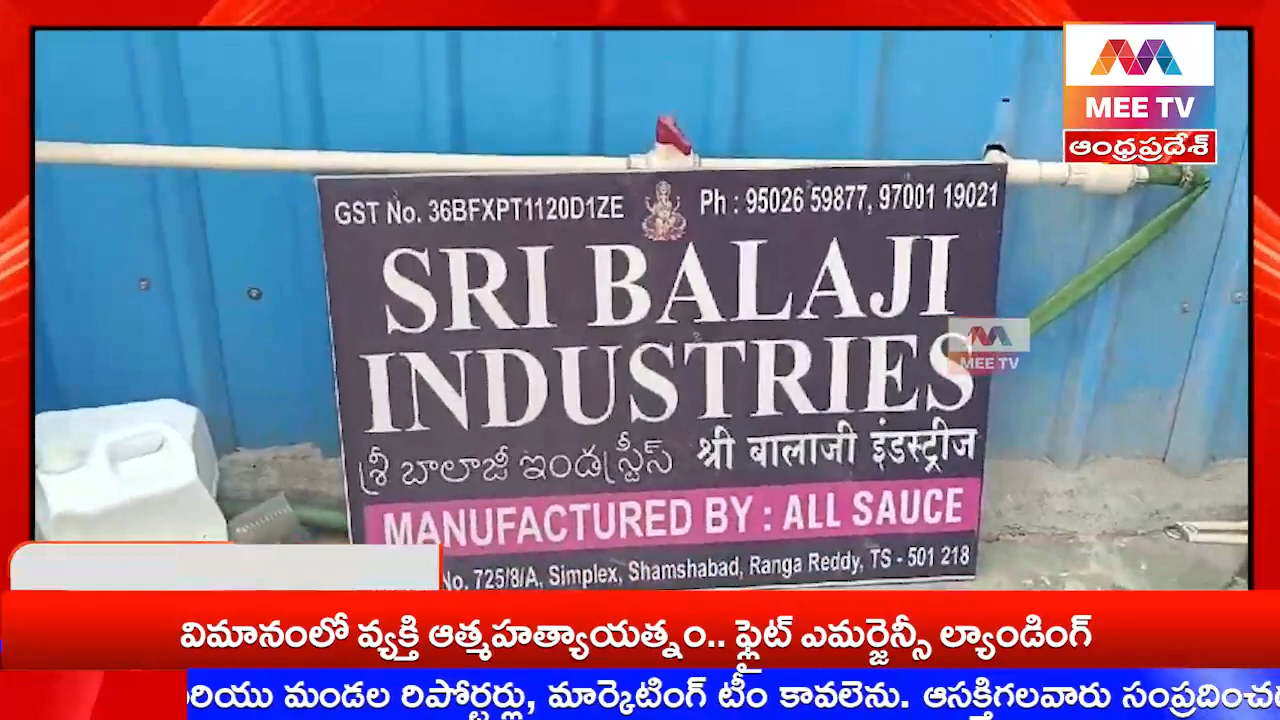 MEE TV
ఆంధ్రప్రదేశ్
GST No. 36BFXPT1120D1ZE
Ph : 95026 59877, 97001 19021
SRI BALAJI
INDUSTRIES
MEE TV
శ్రీ బాలాజీ ఇండస్ట్రీస్ श्री बालाजी इंडस्ट्रीज
MANUFACTURED BY : ALL SAUCE
No. 725/8/A, Simplex, Shamshabad, Ranga Reddy, TS - 501 218
విమానంలో వ్యక్తి ఆత్మహత్యాయత్నం.. ఫ్లైట్ ఎమర్జెన్సీ ల్యాండింగ్
మండల రిపోర్టర్లు, మార్కెటింగ్ టీం కావలెను. ఆసక్తిగలవారు